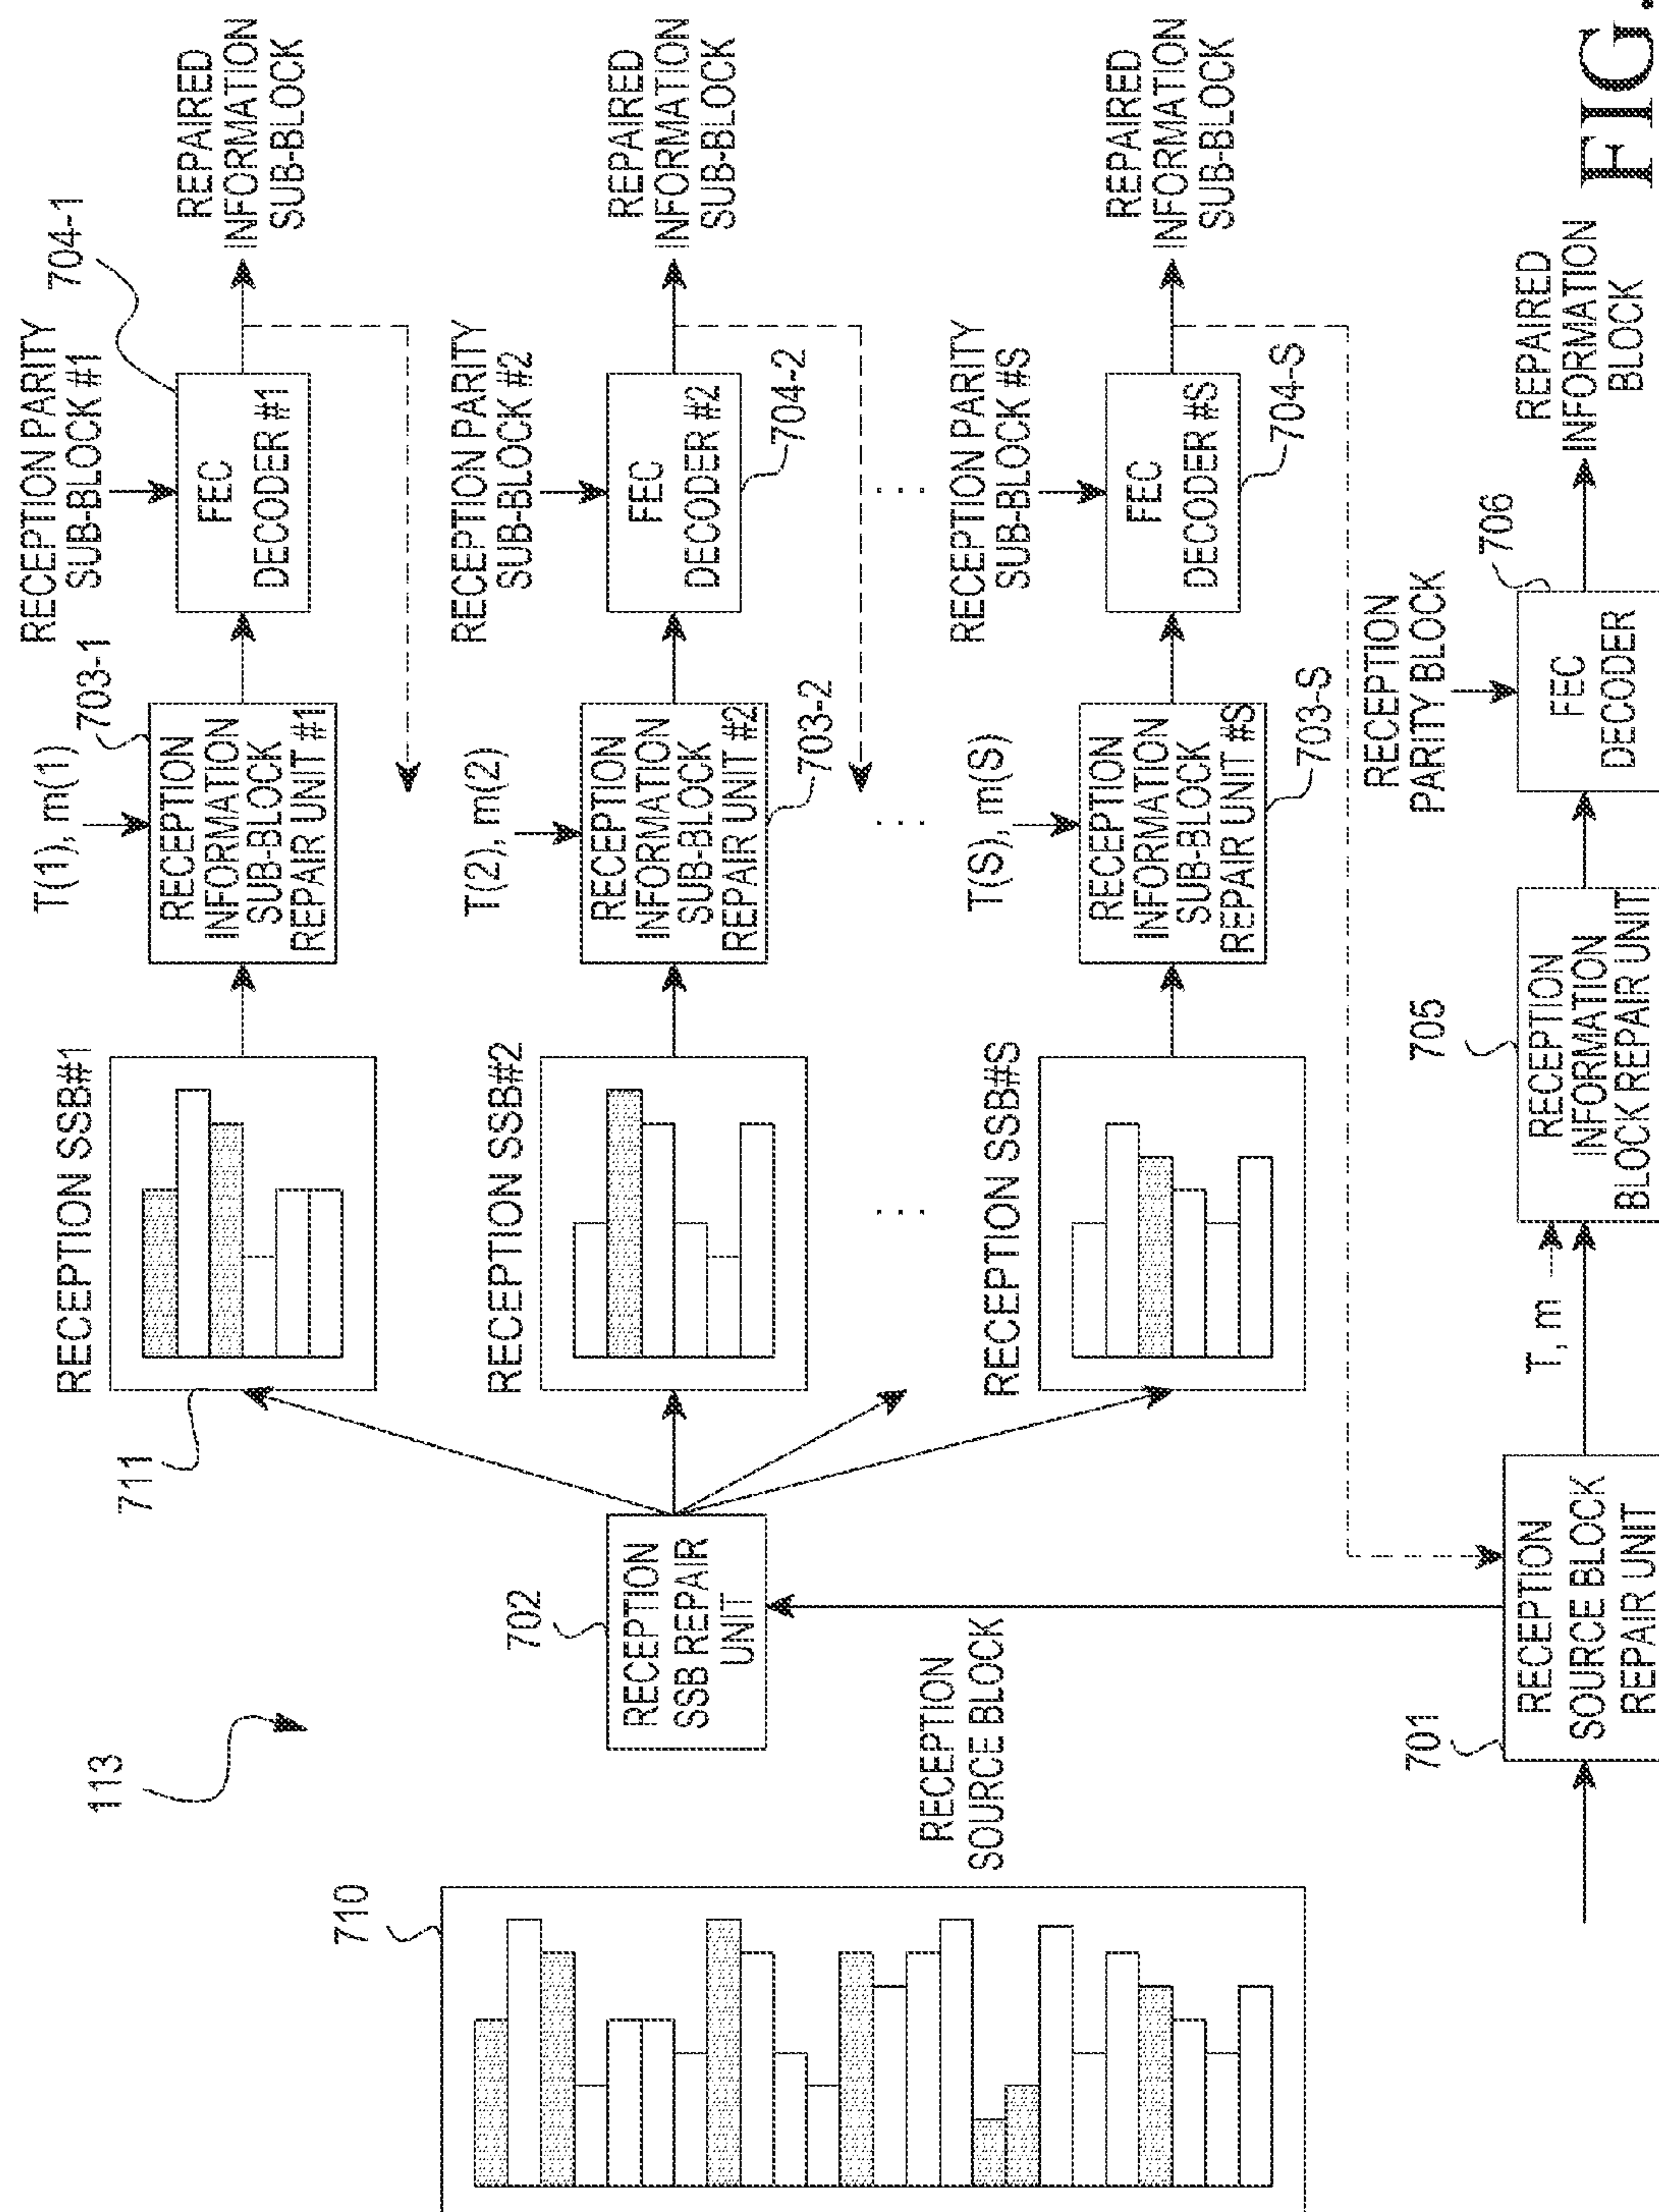 113
710
702
RECEPTION
SSB REPAIR
UNIT
RECEPTION
SOURCE BLOCK
701
RECEPTION
SOURCE BLOCK
REPAIR UNIT
711
RECEPTION SSB#1
T(1), m(1)
703-1
RECEPTION
INFORMATION
SUB-BLOCK
REPAIR UNIT #1
RECEPTION PARITY
SUB-BLOCK #1
704-1
FEC
DECODER #1
REPAIRED
INFORMATION
SUB-BLOCK
RECEPTION SSB#2
T(2), m(2)
RECEPTION
INFORMATION
SUB-BLOCK
REPAIR UNIT #2
703-2
RECEPTION PARITY
SUB-BLOCK #2
FEC
DECODER #2
704-2
REPAIRED
INFORMATION
SUB-BLOCK
. . .
. . .
. . .
RECEPTION SSB#S
T(S), m(S)
RECEPTION
INFORMATION
SUB-BLOCK
REPAIR UNIT #S
703-S
RECEPTION PARITY
SUB-BLOCK #S
FEC
DECODER #S
704-S
REPAIRED
INFORMATION
SUB-BLOCK
T, m
705
RECEPTION
INFORMATION
BLOCK REPAIR UNIT
RECEPTION
PARITY BLOCK
706
FEC
DECODER
REPAIRED
INFORMATION
BLOCK
FIG.